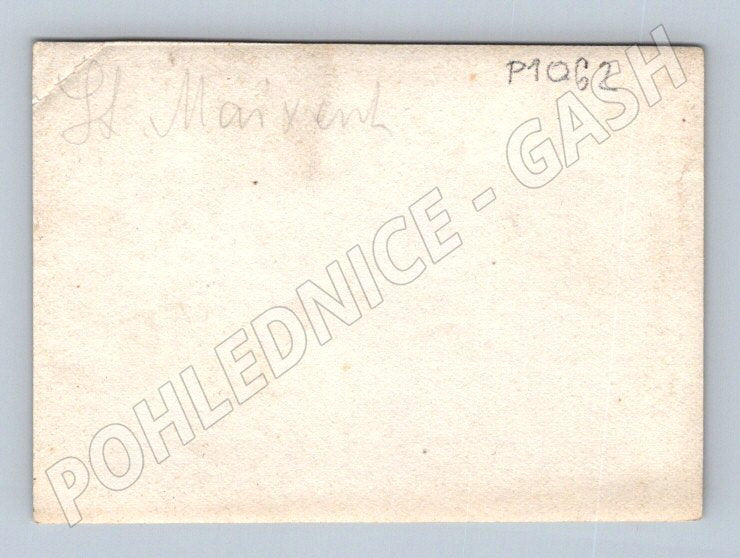 P1062
St Maixent
POHLEDNICE - GASH